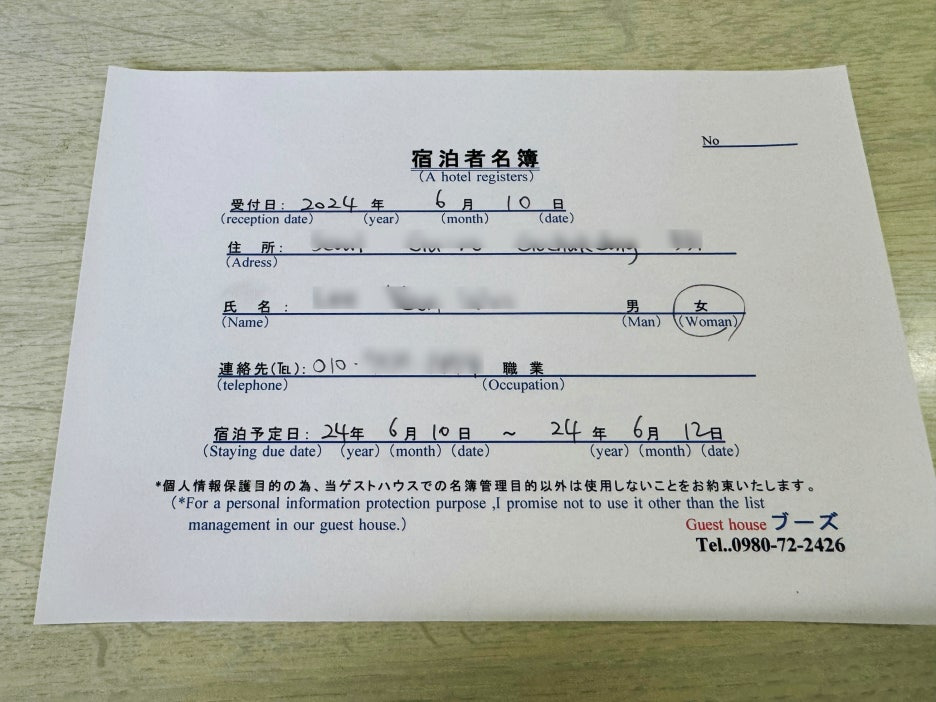 No
宿泊者名簿
(A hotel registers)
受付日: 2024 年 6 月 10 日
(reception date) (year) (month) (date)
住 所:
(Adress)
氏 名: 男 女
(Name) (Man) (Woman)
連絡先(℡): 010- 職 業
(telephone) (Occupation)
宿泊予定日: 24年 6月 10日 ~ 24 年 6月 12日
(Staying due date) (year) (month) (date) (year) (month) (date)
*個人情報保護目的の為、当ゲストハウスでの名簿管理目的以外は使用しないことをお約束いたします。
(*For a personal information protection purpose ,I promise not to use it other than the list
management in our guest house.)
Guest house ブーズ
Tel..0980-72-2426